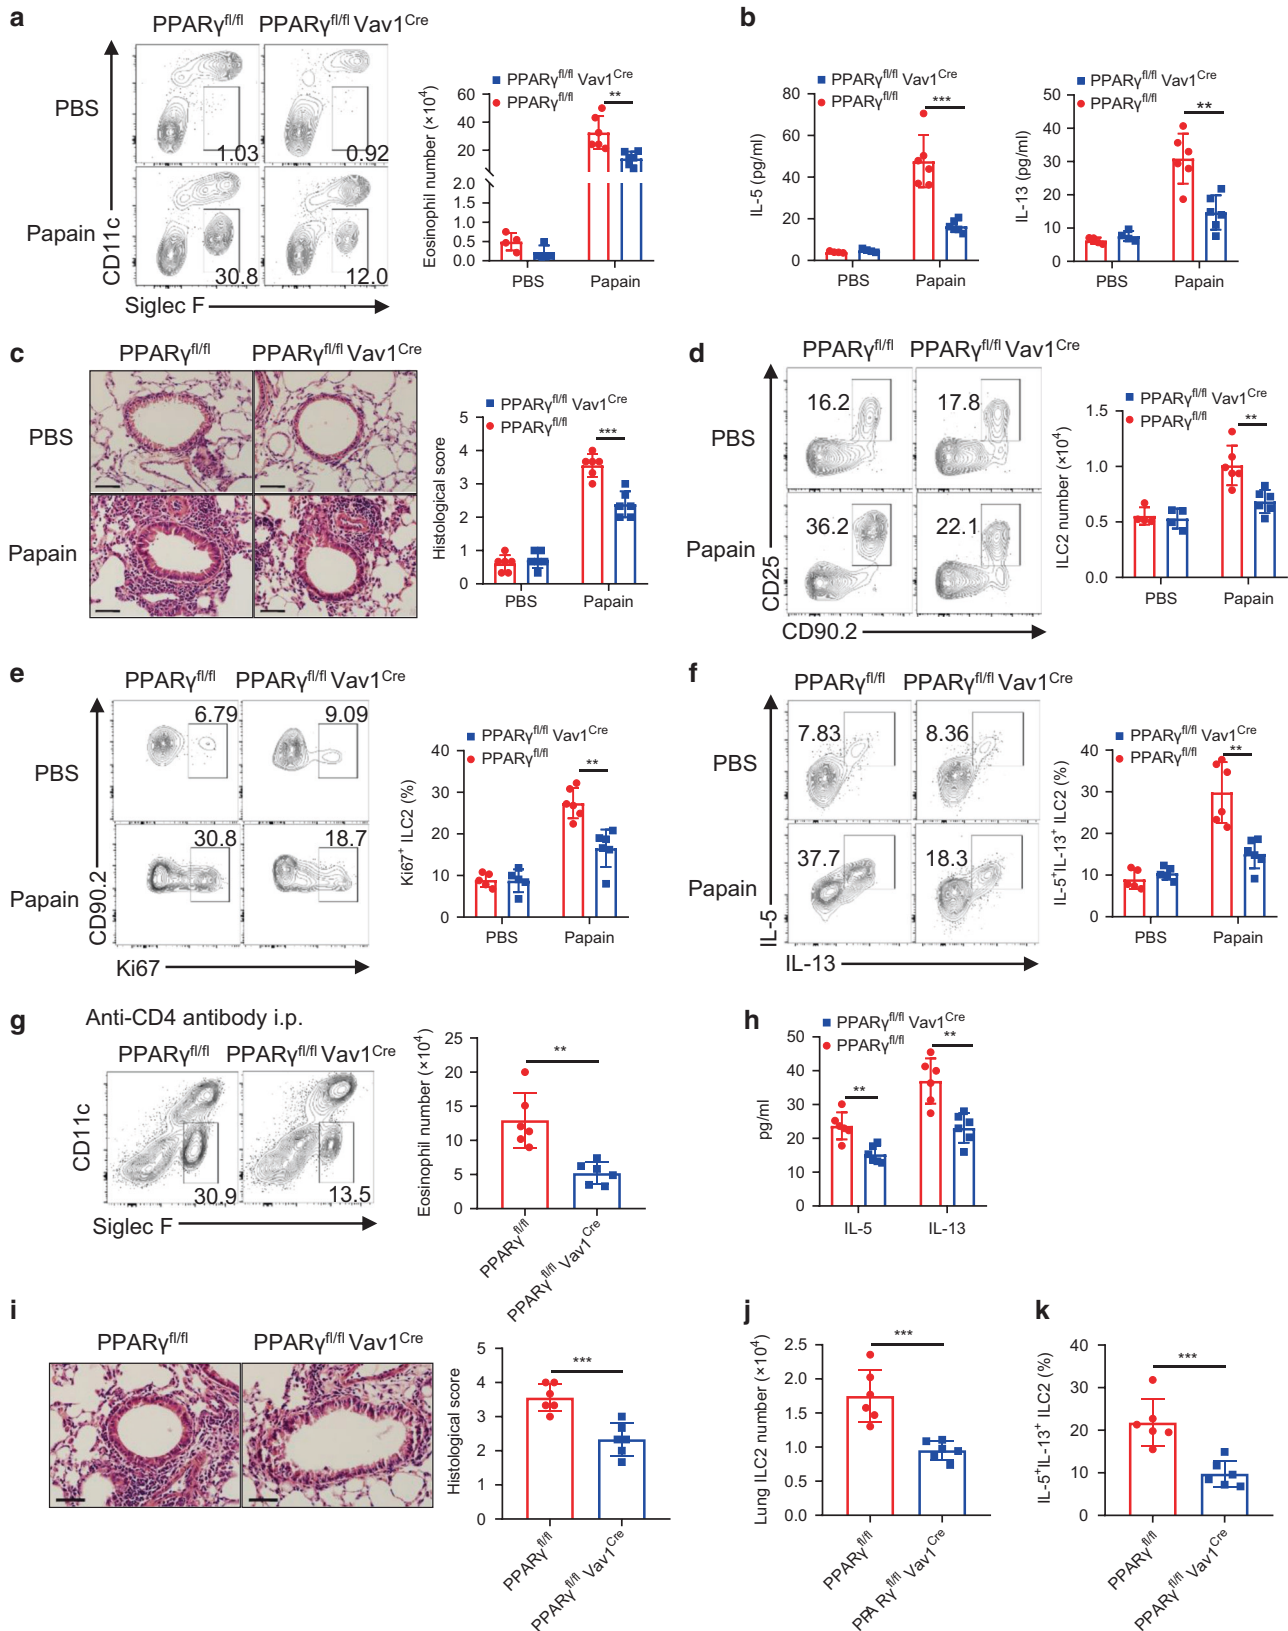 a
PPARγfl/fl PPARγfl/fl Vav1Cre
PBS
1.03 0.92
Papain
30.8 12.0
CD11c
Siglec F
PPARγfl/fl Vav1Cre
PPARγfl/fl
Eosinophil number (×10⁴)
60
40
20
2.0
1.5
1.0
0.5
0.0
**
PBS Papain
b
PPARγfl/fl Vav1Cre
PPARγfl/fl
IL-5 (pg/ml)
80
60
40
20
0
***
PBS Papain
PPARγfl/fl Vav1Cre
PPARγfl/fl
IL-13 (pg/ml)
50
40
30
20
10
0
**
PBS Papain
c
PPARγfl/fl PPARγfl/fl Vav1Cre
PBS
Papain
PPARγfl/fl Vav1Cre
PPARγfl/fl
Histological score
5
4
3
2
1
0
***
PBS Papain
d
PPARγfl/fl PPARγfl/fl Vav1Cre
PBS
16.2 17.8
Papain
36.2 22.1
CD25
CD90.2
PPARγfl/fl Vav1Cre
PPARγfl/fl
ILC2 number (×10⁴)
1.5
1.0
0.5
0.0
**
PBS Papain
e
PPARγfl/fl PPARγfl/fl Vav1Cre
PBS
6.79 9.09
Papain
30.8 18.7
CD90.2
Ki67
PPARγfl/fl Vav1Cre
PPARγfl/fl
Ki67⁺ ILC2 (%)
40
30
20
10
0
**
PBS Papain
f
PPARγfl/fl PPARγfl/fl Vav1Cre
PBS
7.83 8.36
Papain
37.7 18.3
IL-5
IL-13
PPARγfl/fl Vav1Cre
PPARγfl/fl
IL-5⁺IL-13⁺ ILC2 (%)
40
30
20
10
0
**
PBS Papain
g
Anti-CD4 antibody i.p.
PPARγfl/fl PPARγfl/fl Vav1Cre
30.9 13.5
CD11c
Siglec F
Eosinophil number (×10⁴)
25
20
15
10
5
0
**
PPARγfl/fl
PPARγfl/fl Vav1Cre
h
PPARγfl/fl Vav1Cre
PPARγfl/fl
pg/ml
50
40
30
20
10
0
** **
IL-5 IL-13
i
PPARγfl/fl PPARγfl/fl Vav1Cre
Histological score
5
4
3
2
1
0
***
PPARγfl/fl
PPARγfl/fl Vav1Cre
j
Lung ILC2 number (×10⁴)
2.5
2.0
1.5
1.0
0.5
0.0
***
PPARγfl/fl
PPARγfl/fl Vav1Cre
k
IL-5⁺IL-13⁺ ILC2 (%)
40
30
20
10
0
***
PPARγfl/fl
PPARγfl/fl Vav1Cre